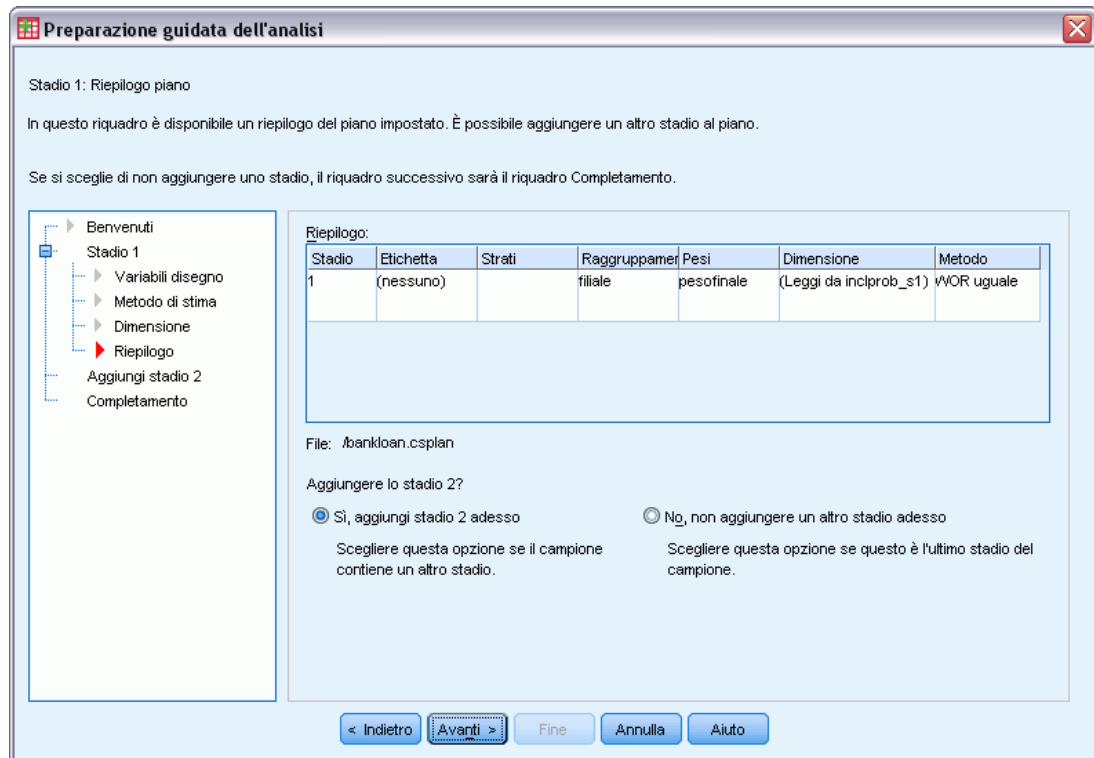 Preparazione guidata dell'analisi
Stadio 1: Riepilogo piano
In questo riquadro è disponibile un riepilogo del piano impostato. È possibile aggiungere un altro stadio al piano.
Se si sceglie di non aggiungere uno stadio, il riquadro successivo sarà il riquadro Completamento.
Benvenuti
Stadio 1
Variabili disegno
Metodo di stima
Dimensione
Riepilogo
Aggiungi stadio 2
Completamento
Riepilogo:
Stadio Etichetta Strati Raggruppamer Pesi Dimensione Metodo
1 (nessuno) filiale pesofinale (Leggi da inclprob_s1) WOR uguale
File: /bankloan.csplan
Aggiungere lo stadio 2?
Sì, aggiungi stadio 2 adesso
Scegliere questa opzione se il campione
contiene un altro stadio.
No, non aggiungere un altro stadio adesso
Scegliere questa opzione se questo è l'ultimo stadio del
campione.
< Indietro Avanti > Fine Annulla Aiuto